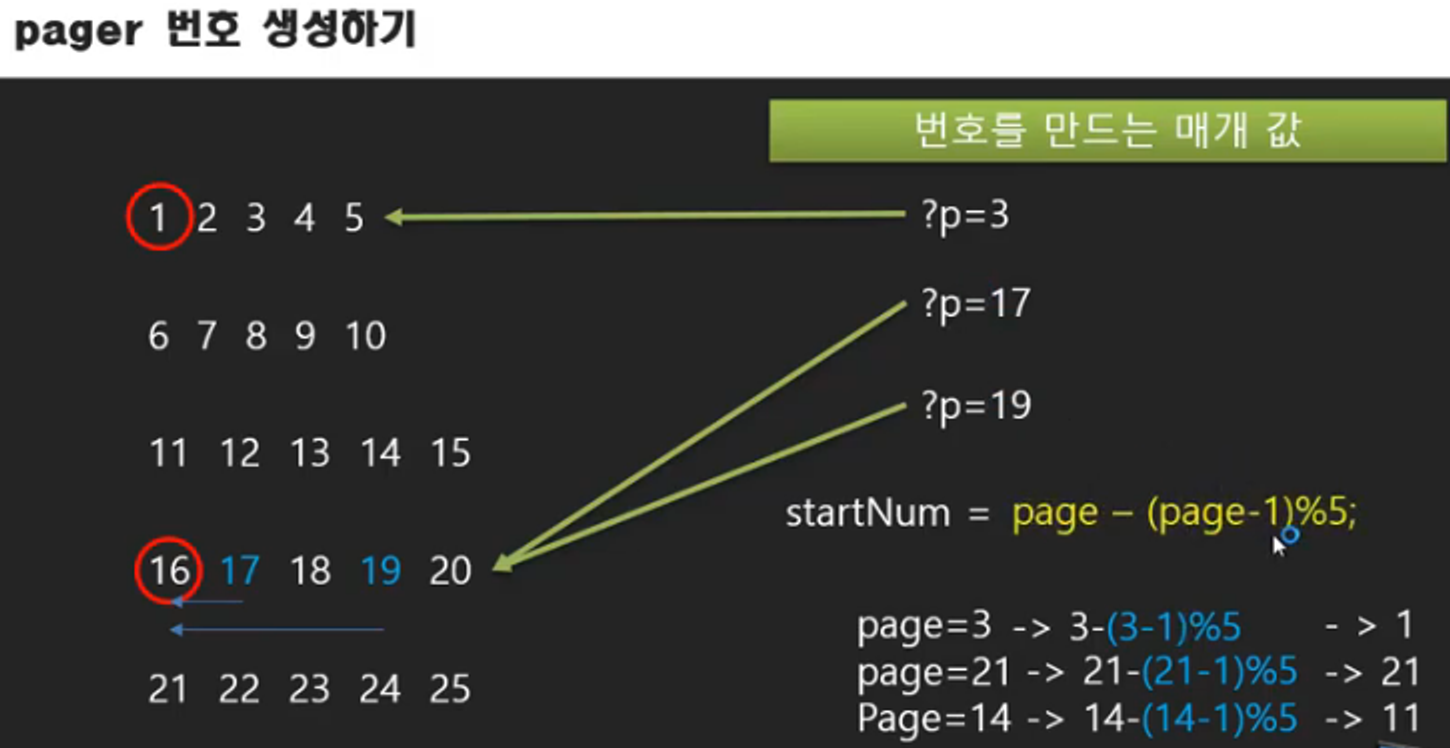 pager 번호 생성하기
번호를 만드는 매개 값
1 2 3 4 5
?p=3
?p=17
6 7 8 9 10
?p=19
11 12 13 14 15
startNum = page – (page-1)%5;
16 17 18 19 20
page=3 -> 3-(3-1)%5 - > 1
page=21 -> 21-(21-1)%5 -> 21
21 22 23 24 25
Page=14 -> 14-(14-1)%5 -> 11